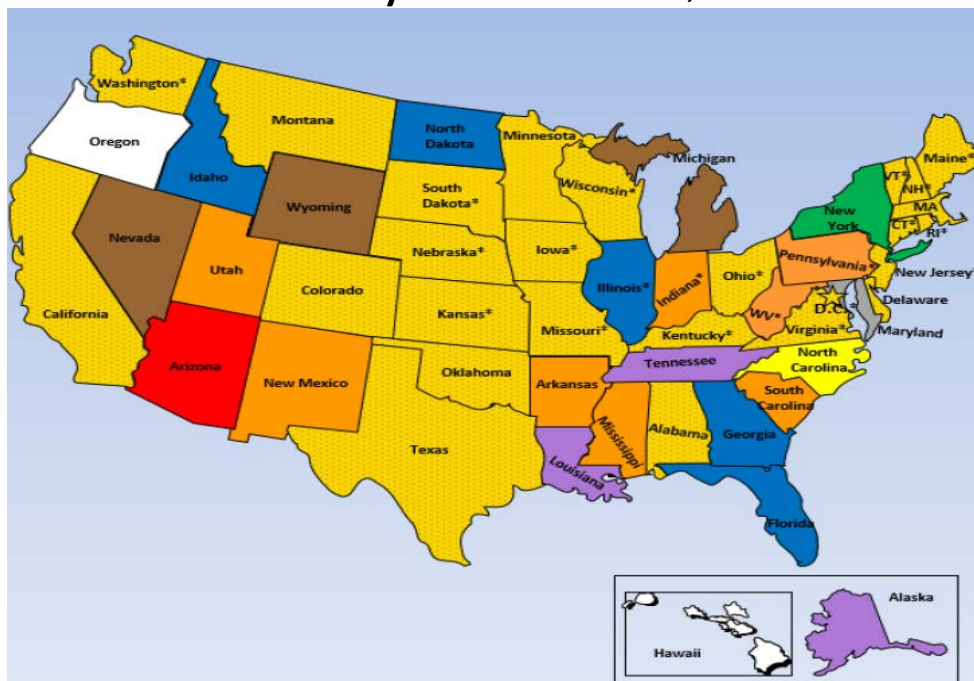 Washington*
Montana
North
Dakota
Minnesota
Michigan
Maine*
Oregon
Idaho
VT*
NH*
Wisconsin*
South
Dakota*
MA
Wyoming
New
York
CT*
RI*
Nevada
Nebraska*
Iowa*
Pennsylvania*
Utah
Ohio*
New Jersey*
Illinois*
Indiana*
Colorado
California
Kansas*
Missouri*
WV*
D.C.*
Delaware
Kentucky*
Virginia*
Maryland
Tennessee
North
Carolina
Arizona
New Mexico
Oklahoma
Arkansas
South
Carolina
Mississippi
Alabama
Georgia
Texas
Louisiana
Florida
Alaska
Hawaii